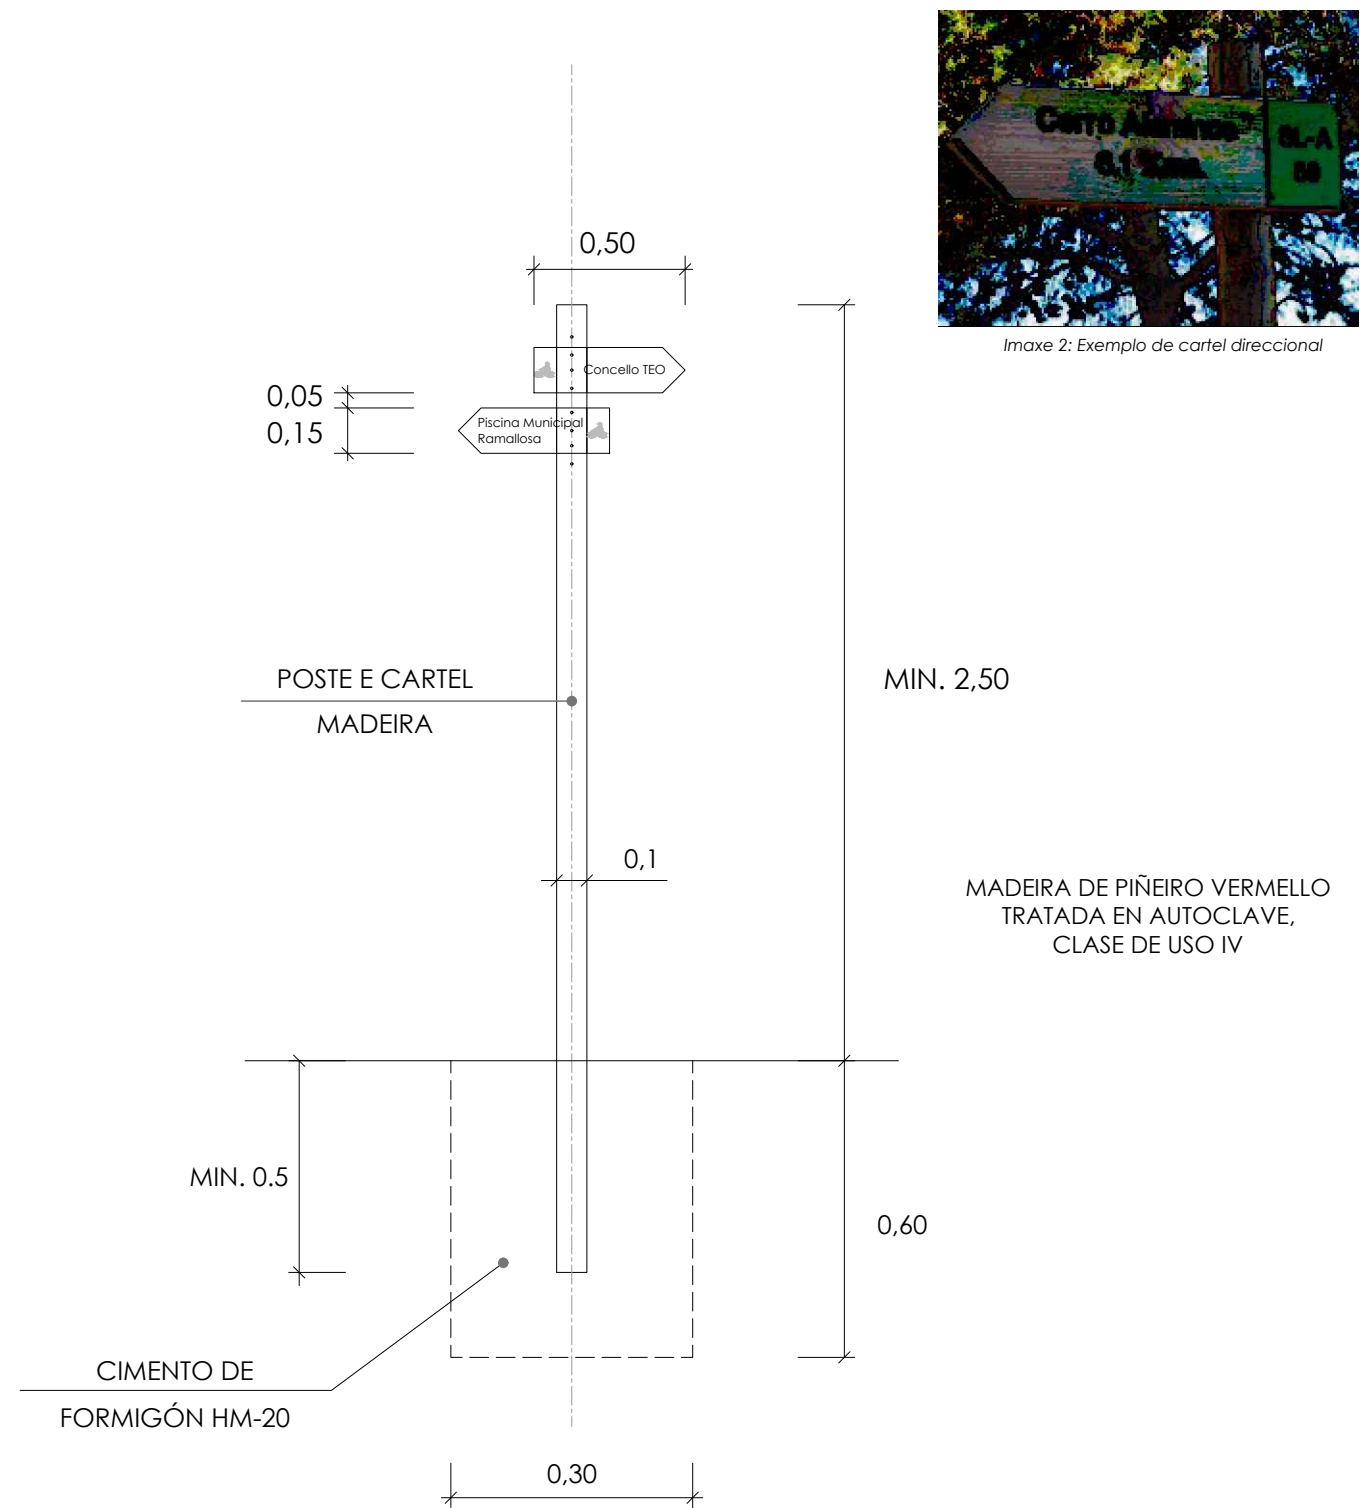 Imaxe 2: Exemplo de cartel direccional
0,50
Concello TEO
0,05
0,15
Piscina Municipal
Ramallosa
POSTE E CARTEL
MADEIRA
MIN. 2,50
0,1
MADEIRA DE PIÑEIRO VERMELLO
TRATADA EN AUTOCLAVE,
CLASE DE USO IV
MIN. 0.5
0,60
CIMENTO DE
FORMIGÓN HM-20
0,30